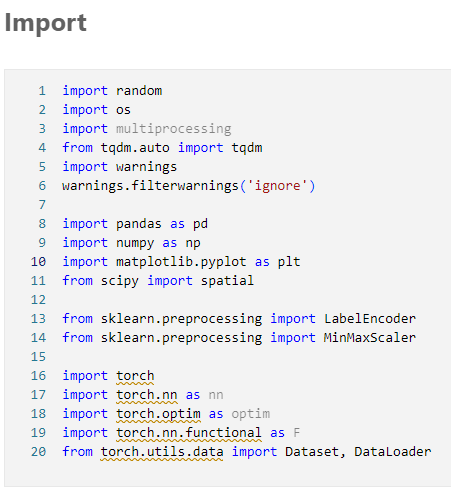 Import
1 import random
2 import os
3 import multiprocessing
4 from tqdm.auto import tqdm
5 import warnings
6 warnings.filterwarnings('ignore')
7
8 import pandas as pd
9 import numpy as np
10 import matplotlib.pyplot as plt
11 from scipy import spatial
12
13 from sklearn.preprocessing import LabelEncoder
14 from sklearn.preprocessing import MinMaxScaler
15
16 import torch
17 import torch.nn as nn
18 import torch.optim as optim
19 import torch.nn.functional as F
20 from torch.utils.data import Dataset, DataLoader